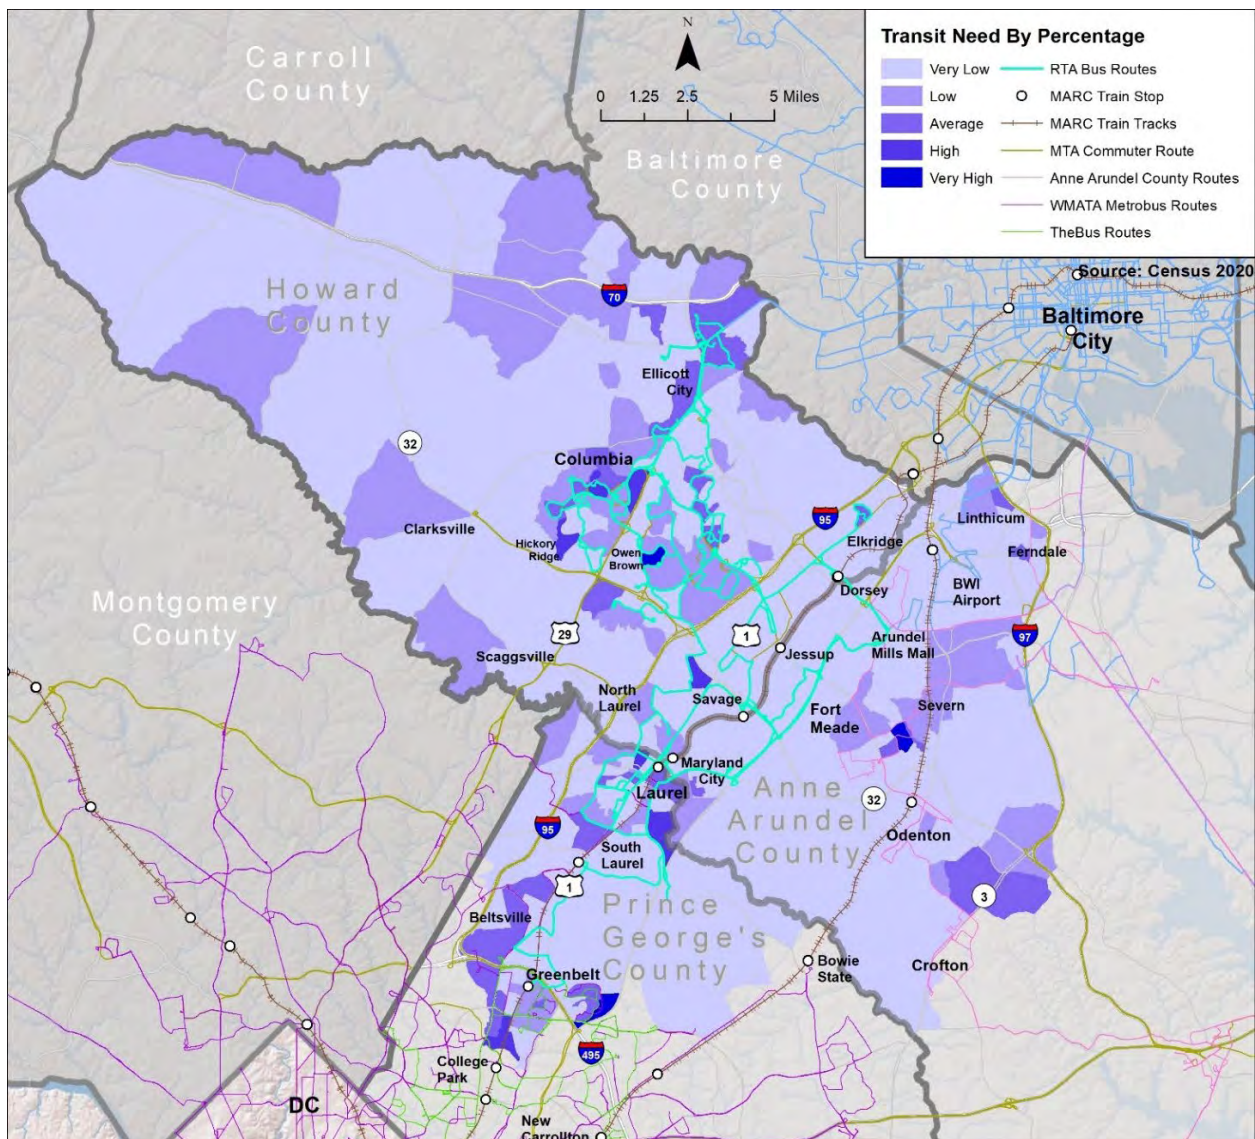 Carroll
County
N
0 1.25 2.5 5 Miles
Baltimore
County
Transit Need By Percentage
Very Low
Low
Average
High
Very High
RTA Bus Routes
MARC Train Stop
MARC Train Tracks
MTA Commuter Route
Anne Arundel County Routes
WMATA Metrobus Routes
TheBus Routes
Source: Census 2020
Howard
County
70
Baltimore
City
Ellicott
City
32
Columbia
Clarksville
Hickory
Ridge
Owen
Brown
95
Elkridge
Linthicum
Ferndale
BWI
Airport
Dorsey
Montgomery
County
29
1
Arundel
Mills Mall
97
Jessup
Scaggsville
North
Laurel
Savage
Fort
Meade
Severn
Maryland
City
Laurel
Anne
Arundel
County
32
95
Odenton
South
Laurel
1
3
Beltsville
Prince
George's
County
Crofton
Bowie
State
Greenbelt
495
College
Park
DC
New
Carrollton